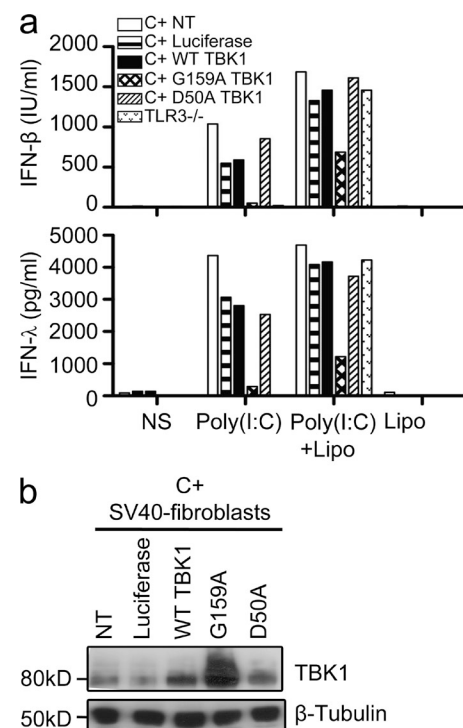 a
C+ NT
C+ Luciferase
C+ WT TBK1
C+ G159A TBK1
C+ D50A TBK1
TLR3-/-
IFN-β (IU/ml)
2000
1500
1000
500
0
IFN-λ (pg/ml)
5000
4000
3000
2000
1000
0
NS Poly(I:C) Poly(I:C) Lipo
+Lipo
b
C+
SV40-fibroblasts
NT Luciferase WT TBK1 G159A D50A
80kD TBK1
50kD β-Tubulin